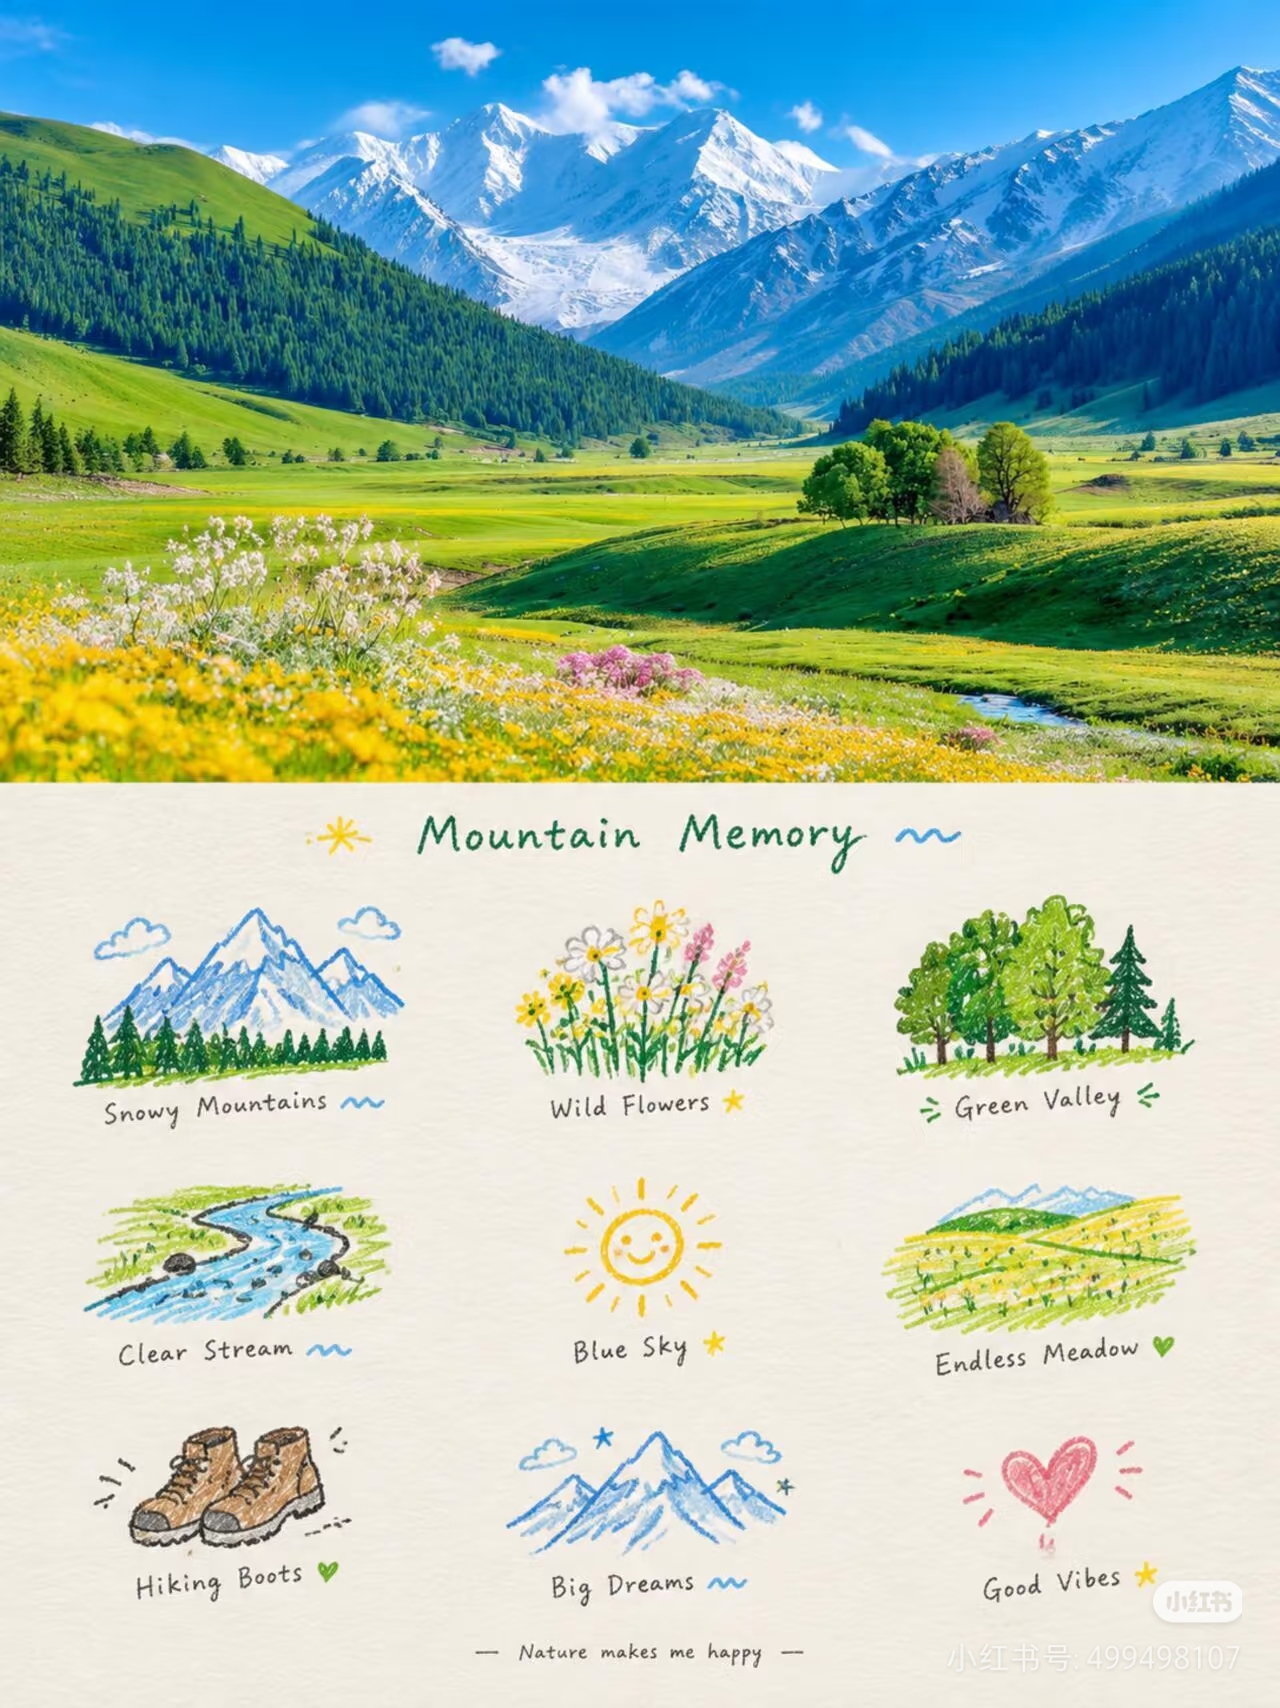 Mountain Memory
Snowy Mountains
Wild Flowers
Green Valley
Clear Stream
Blue Sky
Endless Meadow
Hiking Boots
Big Dreams
Good Vibes
小红书
— Nature makes me happy —
小红书号: 499498107